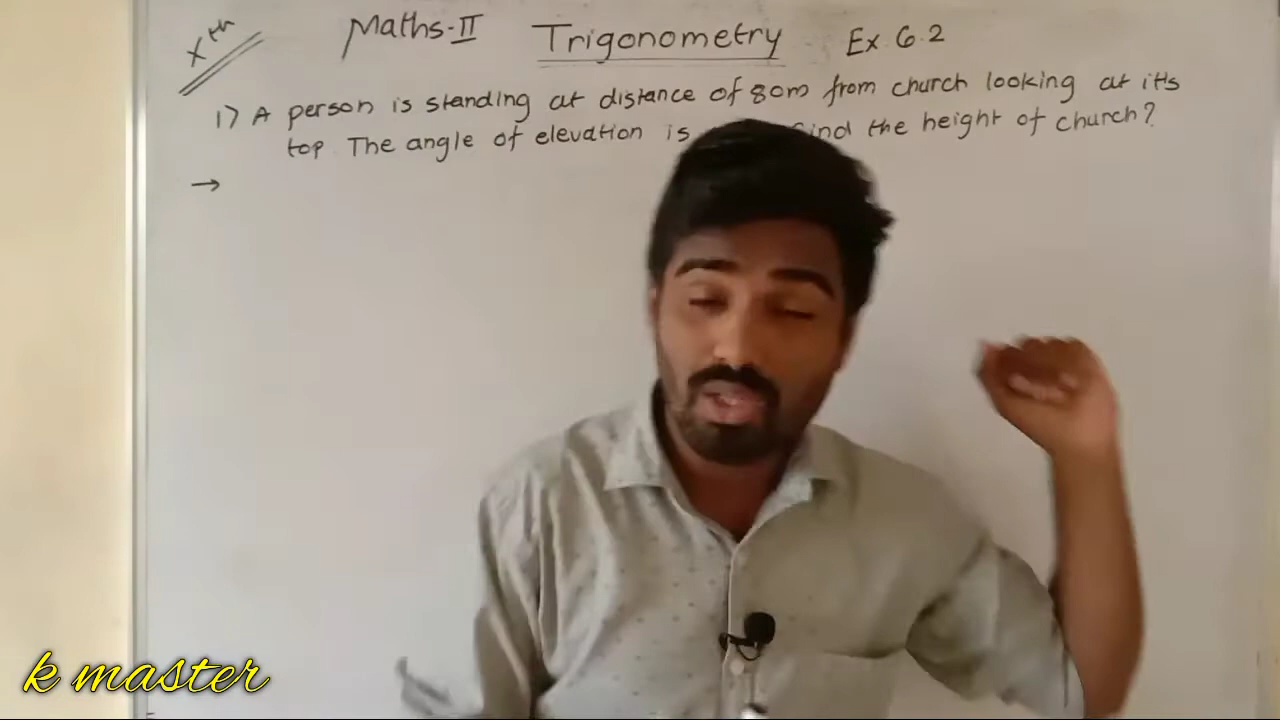 Xth
Maths-II Trigonometry Ex 6.2
1) A person is standing at distance of 80m from church looking at it's
top The angle of elevation is find the height of church?
→
k master